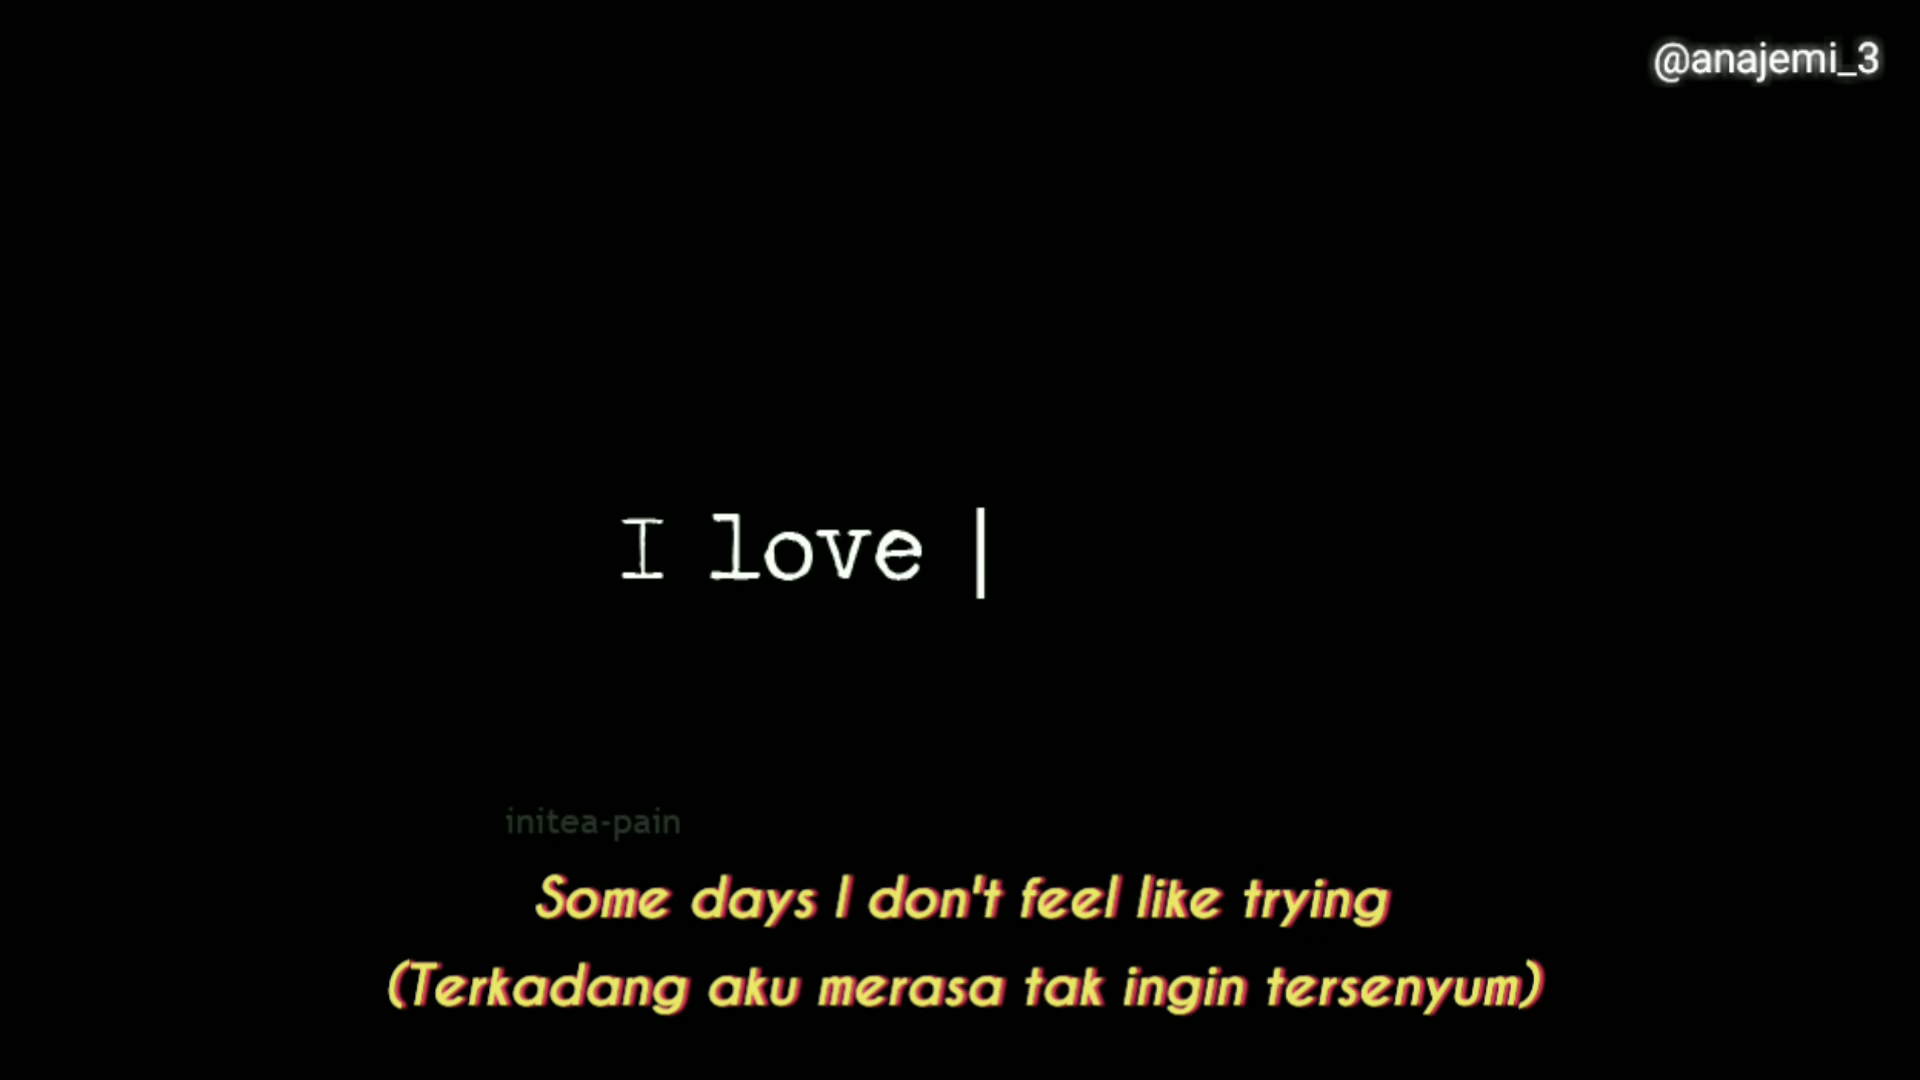 @anajemi_3
I love |
initea-pain
Some days I don't feel like trying
(Terkadang aku merasa tak ingin tersenyum)